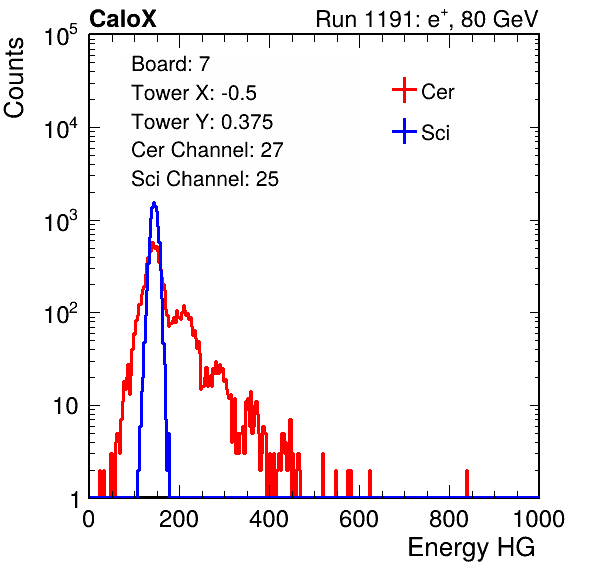 CaloX Run 1191: e⁺, 80 GeV
Counts
10⁵
10⁴
10³
10²
10
1
Board: 7
Tower X: -0.5
Tower Y: 0.375
Cer Channel: 27
Sci Channel: 25
Cer
Sci
0 200 400 600 800 1000
Energy HG